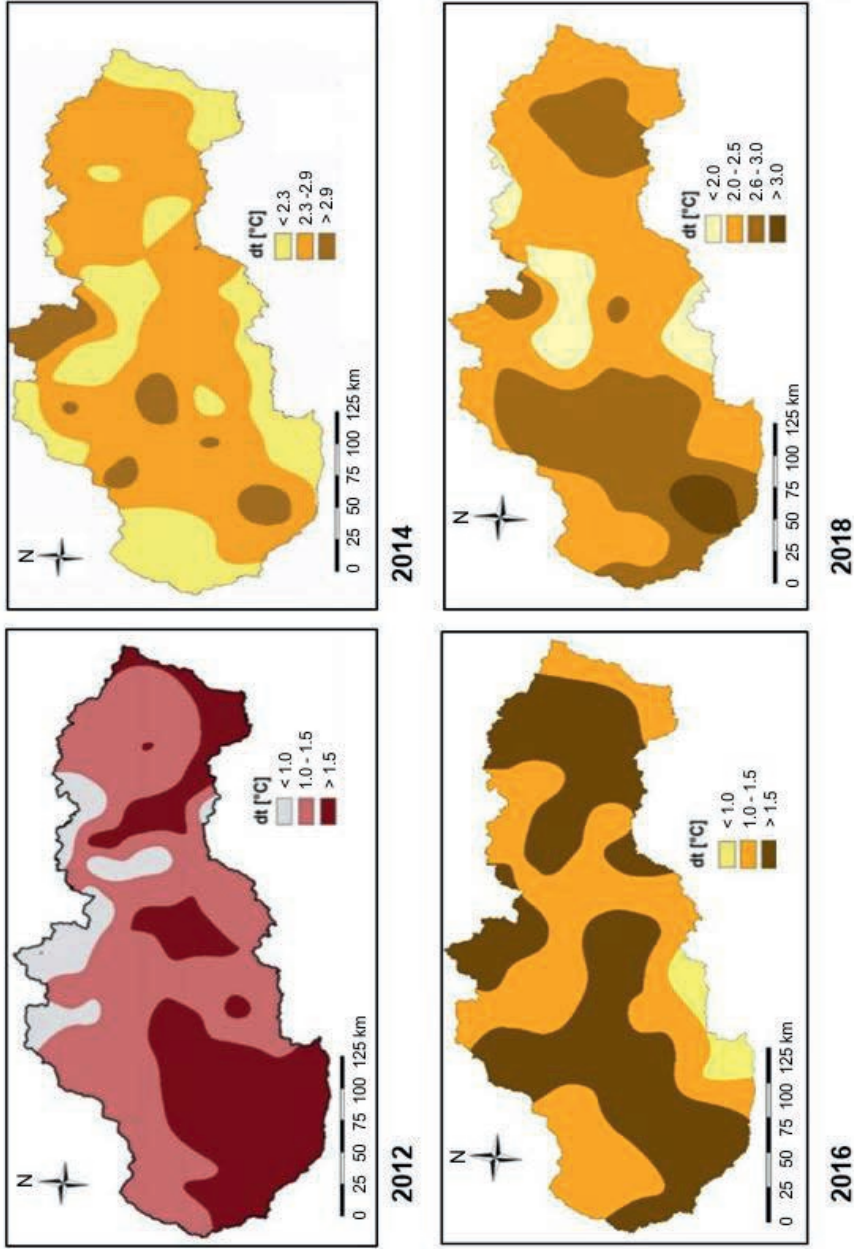 N
dt [°C]
< 1.0
1.0 - 1.5
> 1.5
0 25 50 75 100 125 km
2012
N
dt [°C]
< 2.3
2.3 -2.9
> 2.9
0 25 50 75 100 125 km
2014
N
dt [°C]
< 1.0
1.0 - 1.5
> 1.5
0 25 50 75 100 125 km
2016
N
dt [°C]
< 2.0
2.0 - 2.5
2.6 - 3.0
> 3.0
0 25 50 75 100 125 km
2018